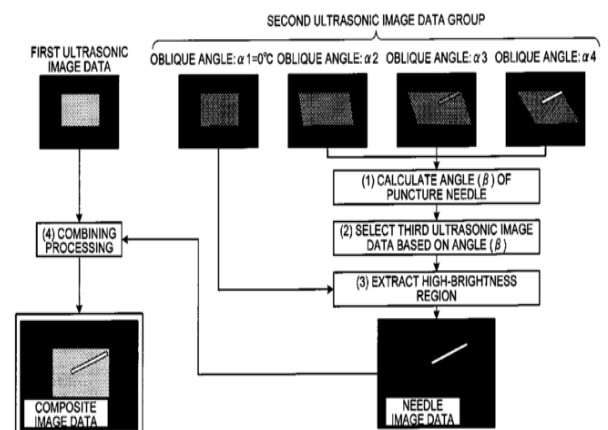 SECOND ULTRASONIC IMAGE DATA GROUP
FIRST ULTRASONIC
IMAGE DATA
OBLIQUE ANGLE: α1=0°C
OBLIQUE ANGLE: α2
OBLIQUE ANGLE: α3
OBLIQUE ANGLE: α4
(1) CALCULATE ANGLE (β) OF
PUNCTURE NEEDLE
(2) SELECT THIRD ULTRASONIC IMAGE
DATA BASED ON ANGLE (β)
(3) EXTRACT HIGH-BRIGHTNESS
REGION
(4) COMBINING
PROCESSING
COMPOSITE
IMAGE DATA
NEEDLE
IMAGE DATA